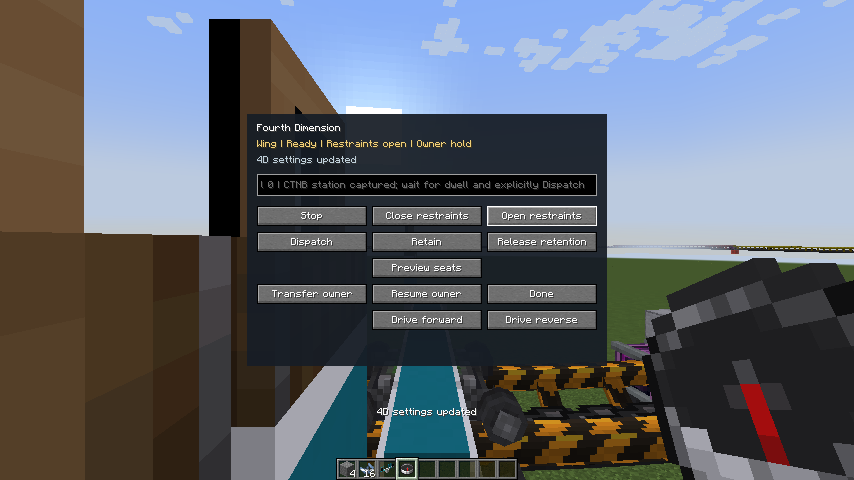 Fourth Dimension
Wing | Ready | Restraints open | Owner hold
4D settings updated
| 0 | CTNB station captured; wait for dwell and explicitly Dispatch
Stop
Close restraints
Open restraints
Dispatch
Retain
Release retention
Preview seats
Transfer owner
Resume owner
Done
Drive forward
Drive reverse
4D settings updated
4
16